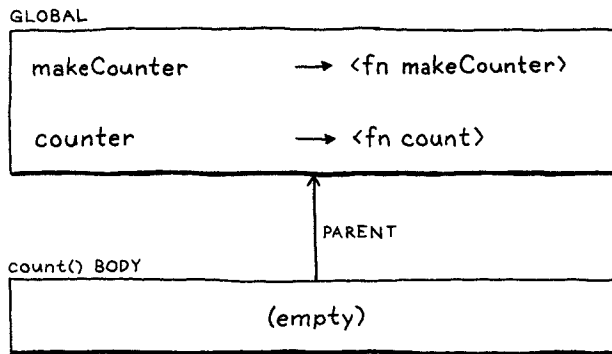 GLOBAL
makeCounter → <fn makeCounter>
counter → <fn count>
PARENT
count() BODY
(empty)